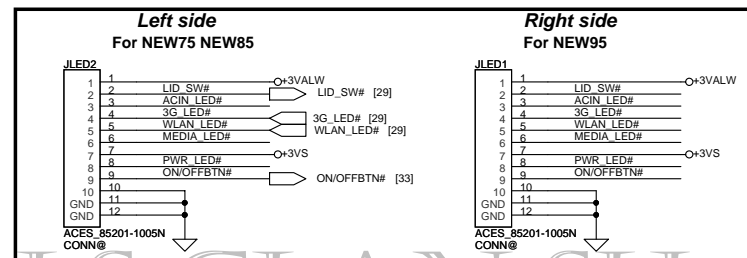 Left side
For NEW75 NEW85
JLED2
1 1 +3VALW
2 2 LID_SW# LID_SW# [29]
3 3 ACIN_LED#
4 4 3G_LED# 3G_LED# [29]
5 5 WLAN_LED# WLAN_LED# [29]
6 6 MEDIA_LED#
7 7 +3VS
8 8 PWR_LED#
9 9 ON/OFFBTN# ON/OFFBTN# [33]
10 10
GND 11
GND 12
ACES_85201-1005N
CONN@
Right side
For NEW95
JLED1
1 1 +3VALW
2 2 LID_SW#
3 3 ACIN_LED#
4 4 3G_LED#
5 5 WLAN_LED#
6 6 MEDIA_LED#
7 7 +3VS
8 8 PWR_LED#
9 9 ON/OFFBTN#
10 10
GND 11
GND 12
ACES_85201-1005N
CONN@